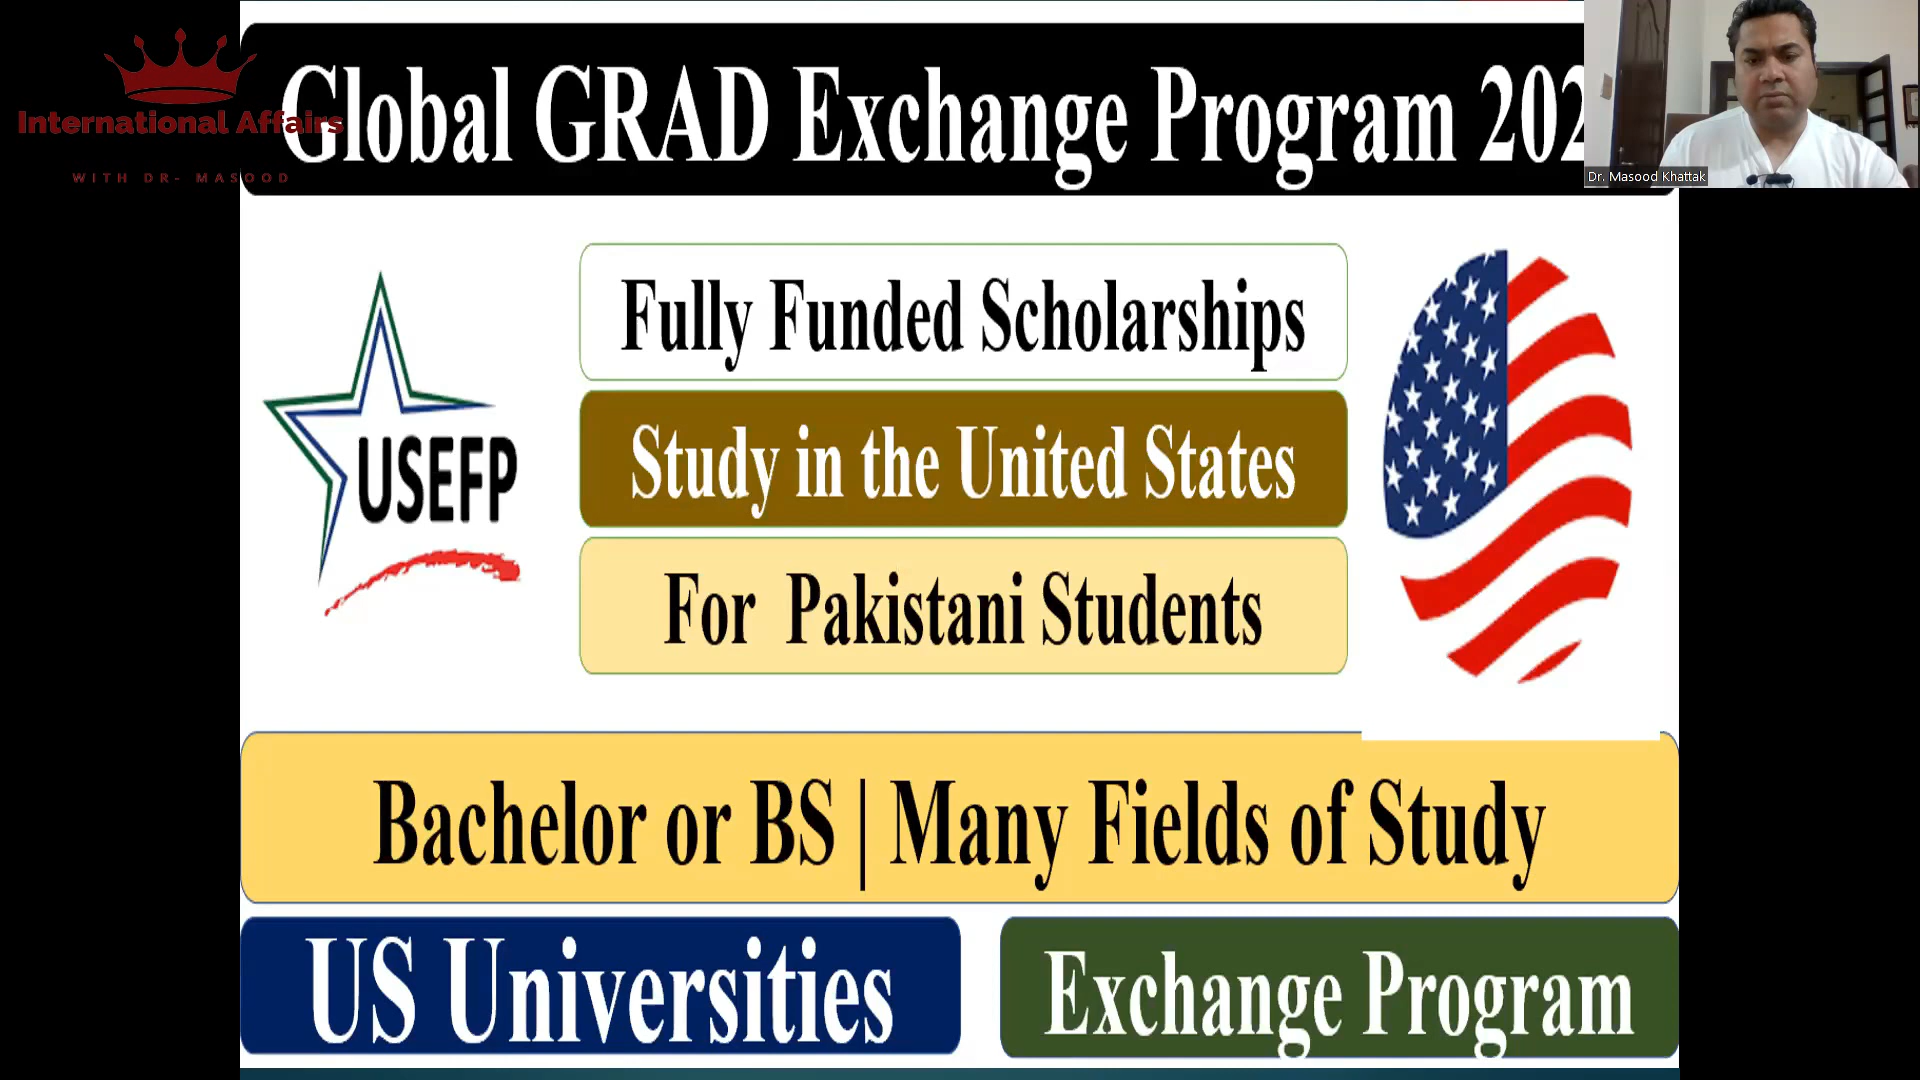 Global GRAD Exchange Program 202
International Affairs
WITH DR- MASOOD
Dr. Masood Khattak
Fully Funded Scholarships
Study in the United States
For Pakistani Students
USEFP
Bachelor or BS | Many Fields of Study
US Universities
Exchange Program